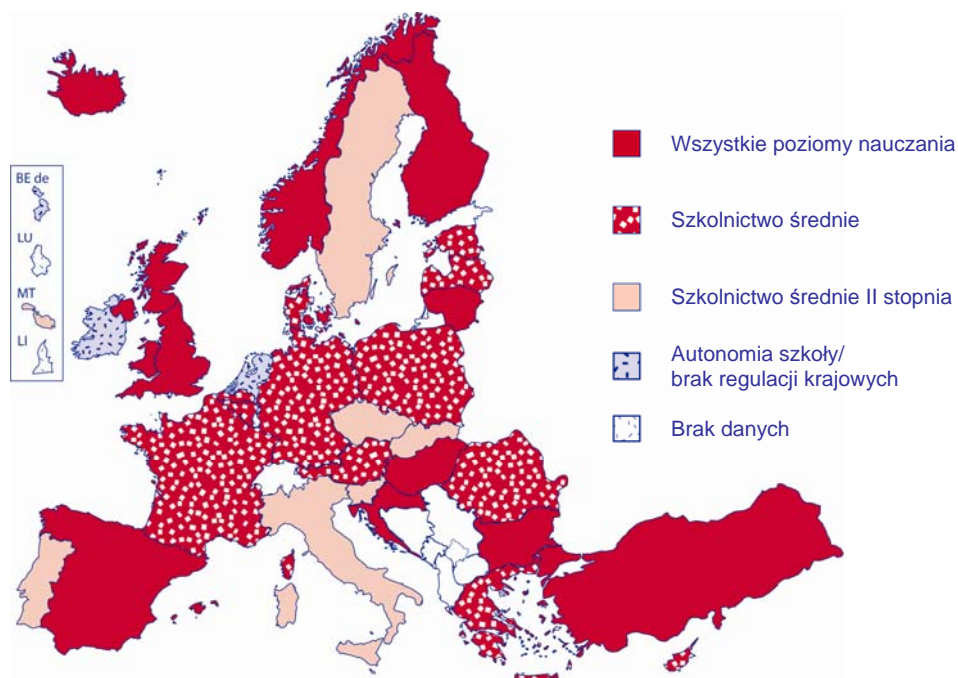 BE de
LU
MT
LI
Wszystkie poziomy nauczania
Szkolnictwo średnie
Szkolnictwo średnie II stopnia
Autonomia szkoły/
brak regulacji krajowych
Brak danych